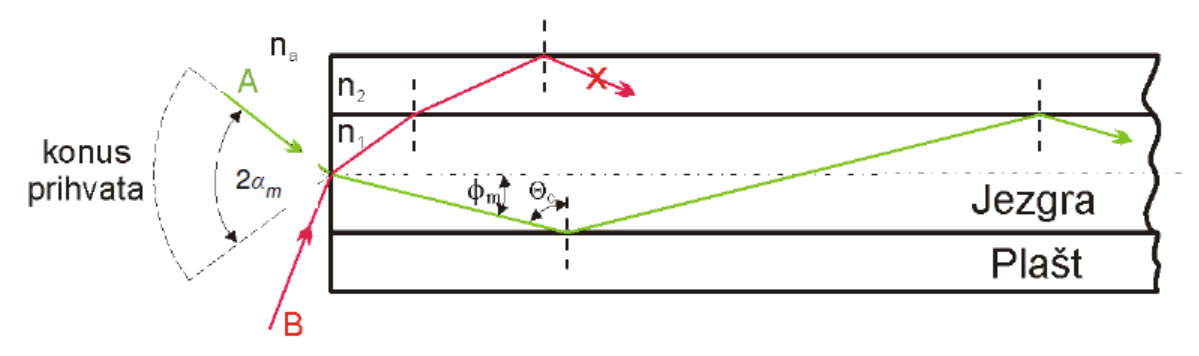 nₐ
A
n₂
X
n₁
konus
prihvata
2αₘ
ϕₘ
Θc
Jezgra
Plašt
B